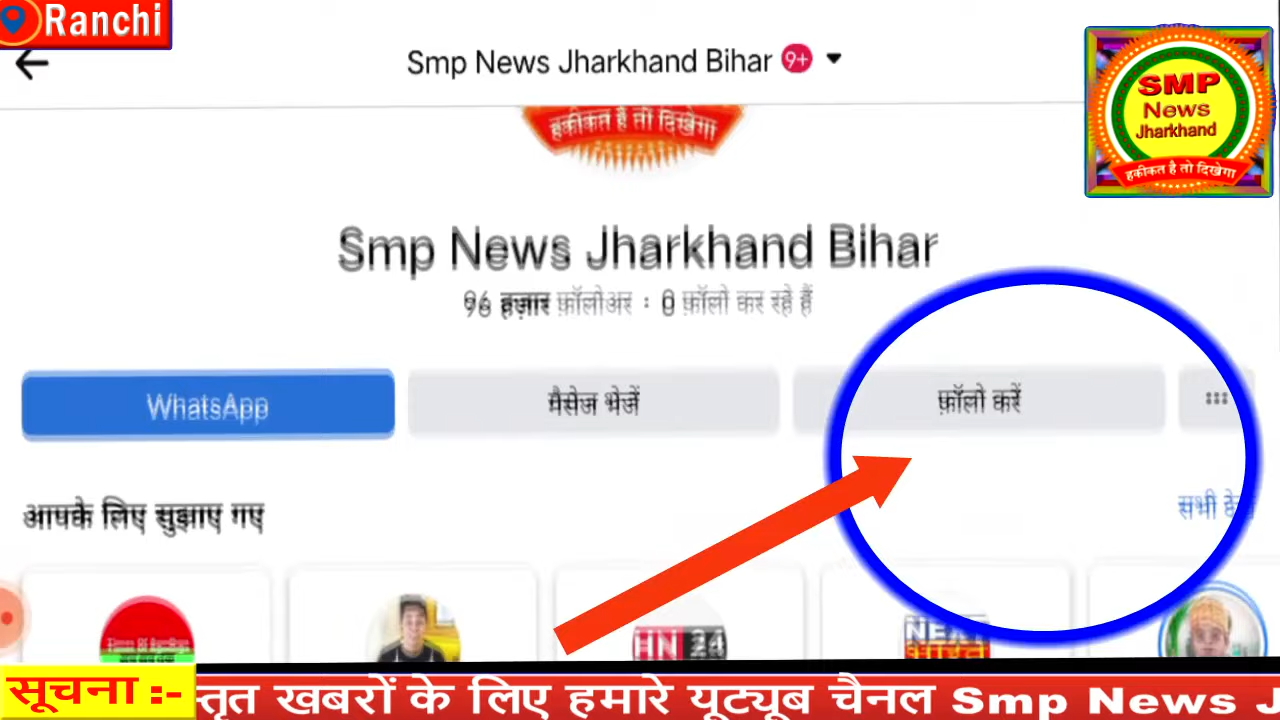 Ranchi
Smp News Jharkhand Bihar 9+
SMP
News
Jharkhand
हकीकत है तो दिखेगा
हकीकत है तो दिखेगा
Smp News Jharkhand Bihar
96 हज़ार फ़ॉलोअर : 0 फ़ॉलो कर रहे हैं
WhatsApp
मैसेज भेजें
फ़ॉलो करें
आपके लिए सुझाए गए
सभी
HN 24
NEXT
भारत
सूचना :-
स्तृत खबरों के लिए हमारे यूट्यूब चैनल Smp News J